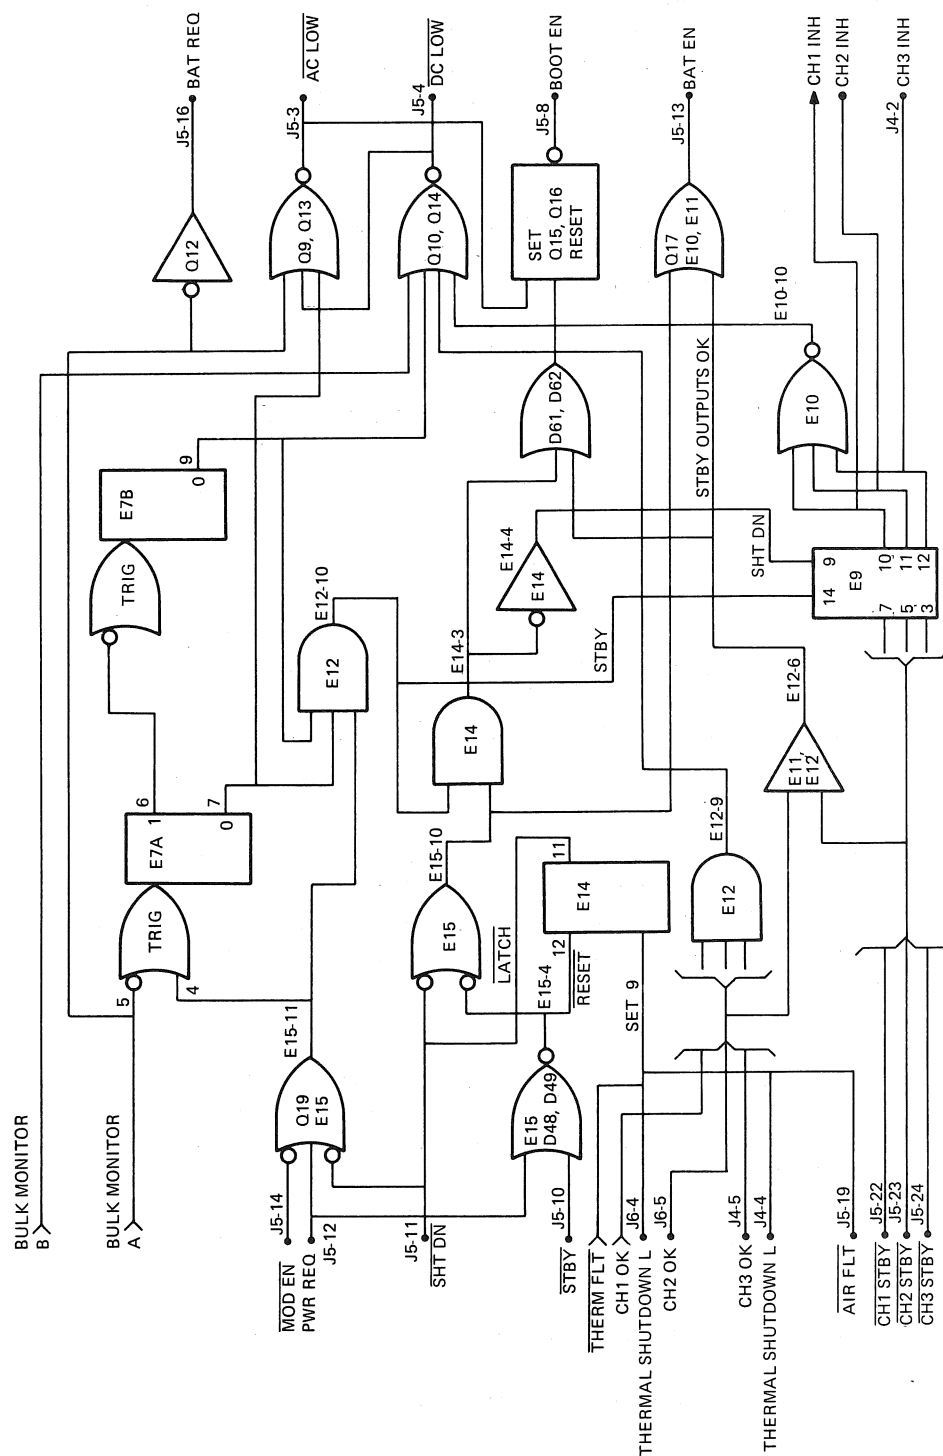 BAT REQ
J5-16
AC LOW
J5-3
DC LOW
J5-4
BOOT EN
J5-8
BAT EN
J5-13
CH1 INH
CH2 INH
CH3 INH
J4-2
Q12
Q9, Q13
Q10, Q14
SET
Q15, Q16
RESET
Q17
E10, E11
E10-10
E10
D61, D62
STBY OUTPUTS OK
E7B
9
0
TRIG
E12-10
E12
E14-4
E14
E14-3
E14
STBY
SHT DN
14
9
E9
7
5
3
10
11
12
E12-6
E11,
E12
E7A
6
1
7
0
TRIG
5
4
E15-11
Q19
E15
E15-10
E15
LATCH
11
E14
12
RESET
E15-4
SET 9
E12-9
E12
E15
D48, D49
BULK MONITOR
B
BULK MONITOR
A
J5-14
MOD EN
PWR REQ
J5-12
J5-11
SHT DN
J5-10
STBY
THERM FLT
CH1 OK
J6-4
THERMAL SHUTDOWN L
J6-5
CH2 OK
J4-5
CH3 OK
J4-4
THERMAL SHUTDOWN L
J5-19
AIR FLT
J5-22
CH1 STBY
J5-23
CH2 STBY
J5-24
CH3 STBY